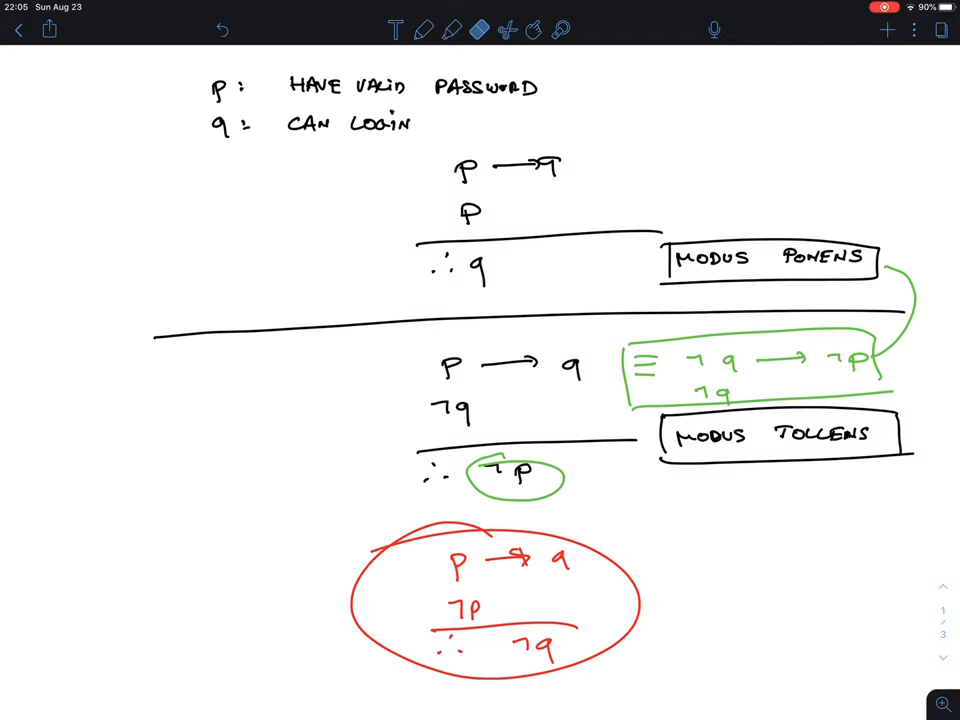 22:05 Sun Aug 23 90%
p: HAVE VALID PASSWORD
q: CAN LOGIN
p → q
p
∴ q
MODUS PONENS
p → q ≡ ¬q → ¬p
¬q ¬q
MODUS TOLLENS
∴ ¬p
p → q
¬p
∴ ¬q
1
/
3